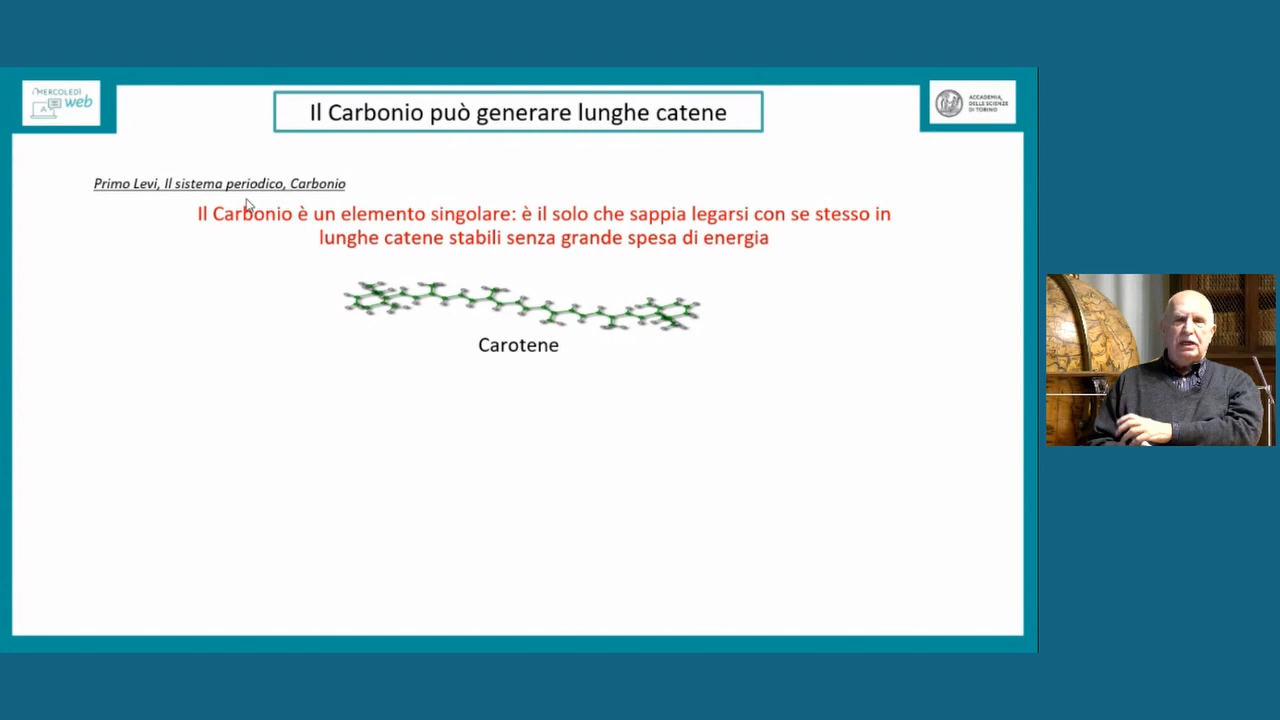 MERCOLEDÌ
A web
Il Carbonio può generare lunghe catene
ACCADEMIA
DELLE SCIENZE
DI TORINO
Primo Levi, Il sistema periodico, Carbonio
Il Carbonio è un elemento singolare: è il solo che sappia legarsi con se stesso in
lunghe catene stabili senza grande spesa di energia
Carotene